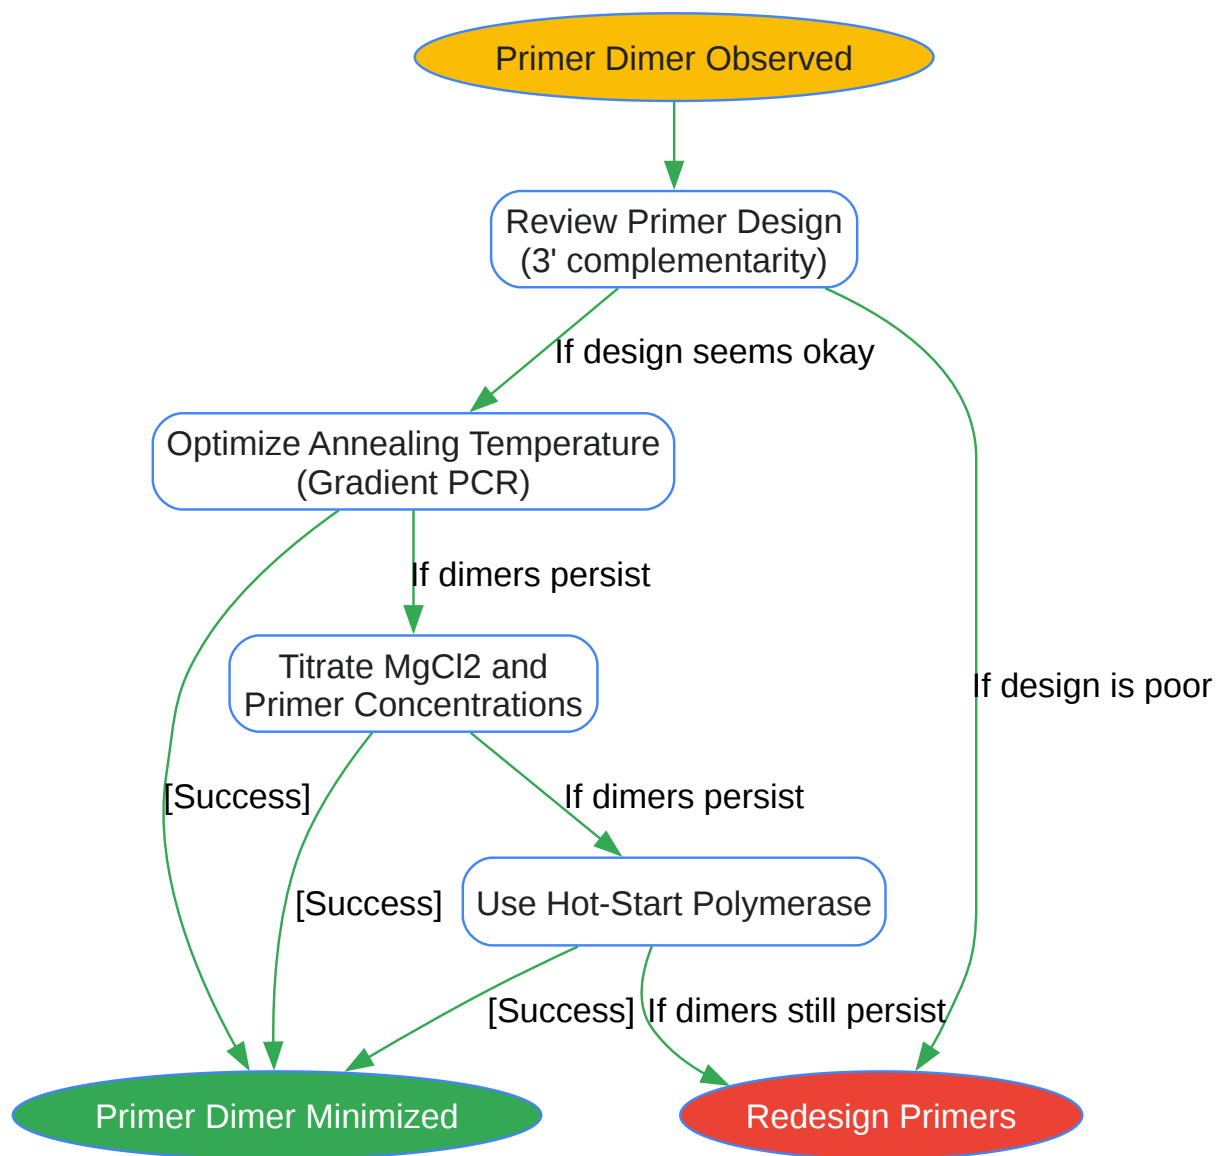 Primer Dimer Observed
Review Primer Design
(3' complementarity)
If design seems okay
Optimize Annealing Temperature
(Gradient PCR)
If dimers persist
Titrate MgCl2 and
Primer Concentrations
If design is poor
[Success]
If dimers persist
[Success]
Use Hot-Start Polymerase
[Success]
If dimers still persist
Primer Dimer Minimized
Redesign Primers